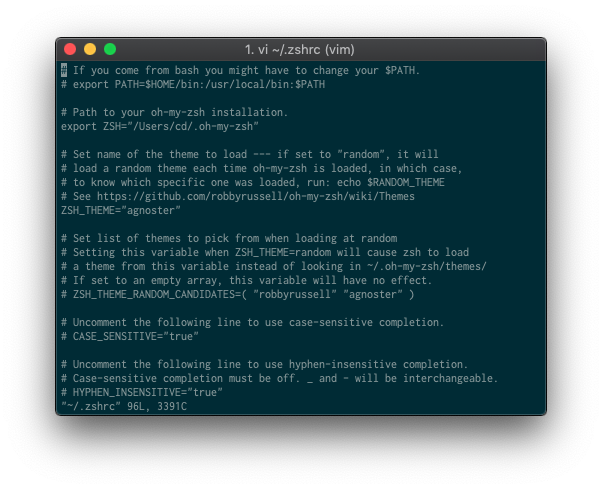 1. vi ~/.zshrc (vim)
# If you come from bash you might have to change your $PATH.
# export PATH=$HOME/bin:/usr/local/bin:$PATH
# Path to your oh-my-zsh installation.
export ZSH="/Users/cd/.oh-my-zsh"
# Set name of the theme to load --- if set to "random", it will
# load a random theme each time oh-my-zsh is loaded, in which case,
# to know which specific one was loaded, run: echo $RANDOM_THEME
# See https://github.com/robbyrussell/oh-my-zsh/wiki/Themes
ZSH_THEME="agnoster"
# Set list of themes to pick from when loading at random
# Setting this variable when ZSH_THEME=random will cause zsh to load
# a theme from this variable instead of looking in ~/.oh-my-zsh/themes/
# If set to an empty array, this variable will have no effect.
# ZSH_THEME_RANDOM_CANDIDATES=( "robbyrussell" "agnoster" )
# Uncomment the following line to use case-sensitive completion.
# CASE_SENSITIVE="true"
# Uncomment the following line to use hyphen-insensitive completion.
# Case-sensitive completion must be off. _ and - will be interchangeable.
# HYPHEN_INSENSITIVE="true"
"~/.zshrc" 96L, 3391C